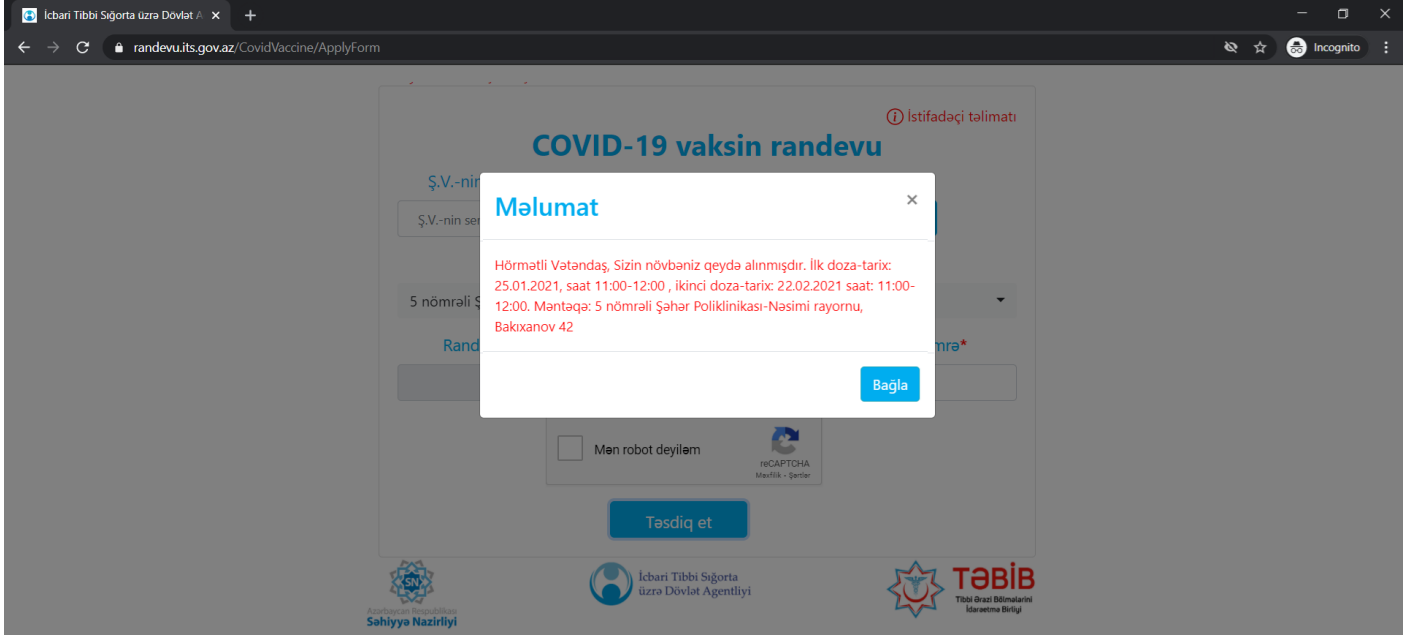 İcbari Tibbi Sığorta üzrə Dövlət A
randevu.its.gov.az/CovidVaccine/ApplyForm
Incognito
İstifadəçi təlimatı
COVID-19 vaksin randevu
Ş.V.-nin
Ş.V.-nin ser
Məlumat
Hörmətli Vətəndaş, Sizin növbəniz qeydə alınmışdır. İlk doza-tarix:
25.01.2021, saat 11:00-12:00 , ikinci doza-tarix: 22.02.2021 saat: 11:00-
12:00. Məntəqə: 5 nömrəli Şəhər Poliklinikası-Nəsimi rayornu,
Bakıxanov 42
5 nömrəli Ş
Rand
mrə*
Bağla
Mən robot deyiləm
reCAPTCHA
Məxfilik - Şərtlər
Təsdiq et
SN
Azərbaycan Respublikası
Səhiyyə Nazirliyi
İcbari Tibbi Sığorta
üzrə Dövlət Agentliyi
TƏBİB
Tibbi Ərazi Bölmələrini
İdarəetmə Birliyi